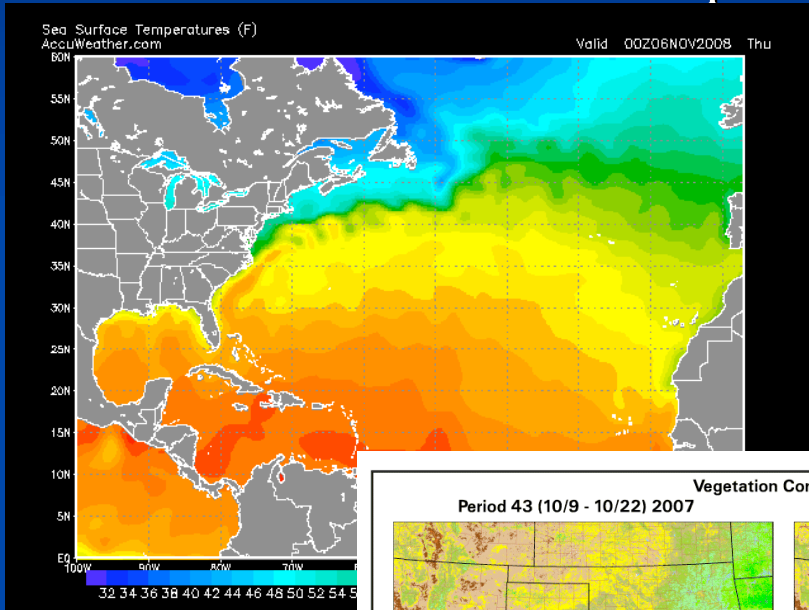 Sea Surface Temperatures (F)
AccuWeather.com
Valid 00Z06NOV2008 Thu
60N
55N
50N
45N
40N
35N
30N
25N
20N
15N
10N
5N
EQ
100W 90W 80W 70W
32 34 36 38 40 42 44 46 48 50 52 54
Vegetation
Period 43 (10/9 - 10/22) 2007